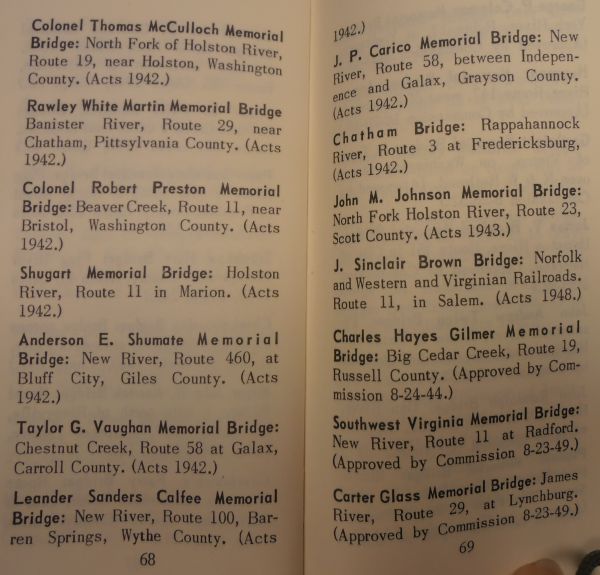 Colonel Thomas McCulloch Memorial
Bridge: North Fork of Holston River,
Route 19, near Holston, Washington
County. (Acts 1942.)
Rawley White Martin Memorial Bridge
Banister River, Route 29, near
Chatham, Pittsylvania County. (Acts
1942.)
Colonel Robert Preston Memorial
Bridge: Beaver Creek, Route 11, near
Bristol, Washington County. (Acts
1942.)
Shugart Memorial Bridge: Holston
River, Route 11 in Marion. (Acts
1942.)
Anderson E. Shumate Memorial
Bridge: New River, Route 460, at
Bluff City, Giles County. (Acts
1942.)
Taylor G. Vaughan Memorial Bridge:
Chestnut Creek, Route 58 at Galax,
Carroll County. (Acts 1942.)
Leander Sanders Calfee Memorial
Bridge: New River, Route 100, Bar-
ren Springs, Wythe County. (Acts
68
1942.)
J. P. Carico Memorial Bridge: New
River, Route 58, between Indepen-
ence and Galax, Grayson County.
(Acts 1942.)
Chatham Bridge: Rappahannock
River, Route 3 at Fredericksburg,
(Acts 1942.)
John M. Johnson Memorial Bridge:
North Fork Holston River, Route 23,
Scott County. (Acts 1943.)
J. Sinclair Brown Bridge: Norfolk
and Western and Virginian Railroads.
Route 11, in Salem. (Acts 1948.)
Charles Hayes Gilmer Memorial
Bridge: Big Cedar Creek, Route 19,
Russell County. (Approved by Com-
mission 8-24-44.)
Southwest Virginia Memorial Bridge:
New River, Route 11 at Radford.
(Approved by Commission 8-23-49.)
Carter Glass Memorial Bridge: James
River, Route 29, at Lynchburg.
(Approved by Commission 8-23-49.)
69